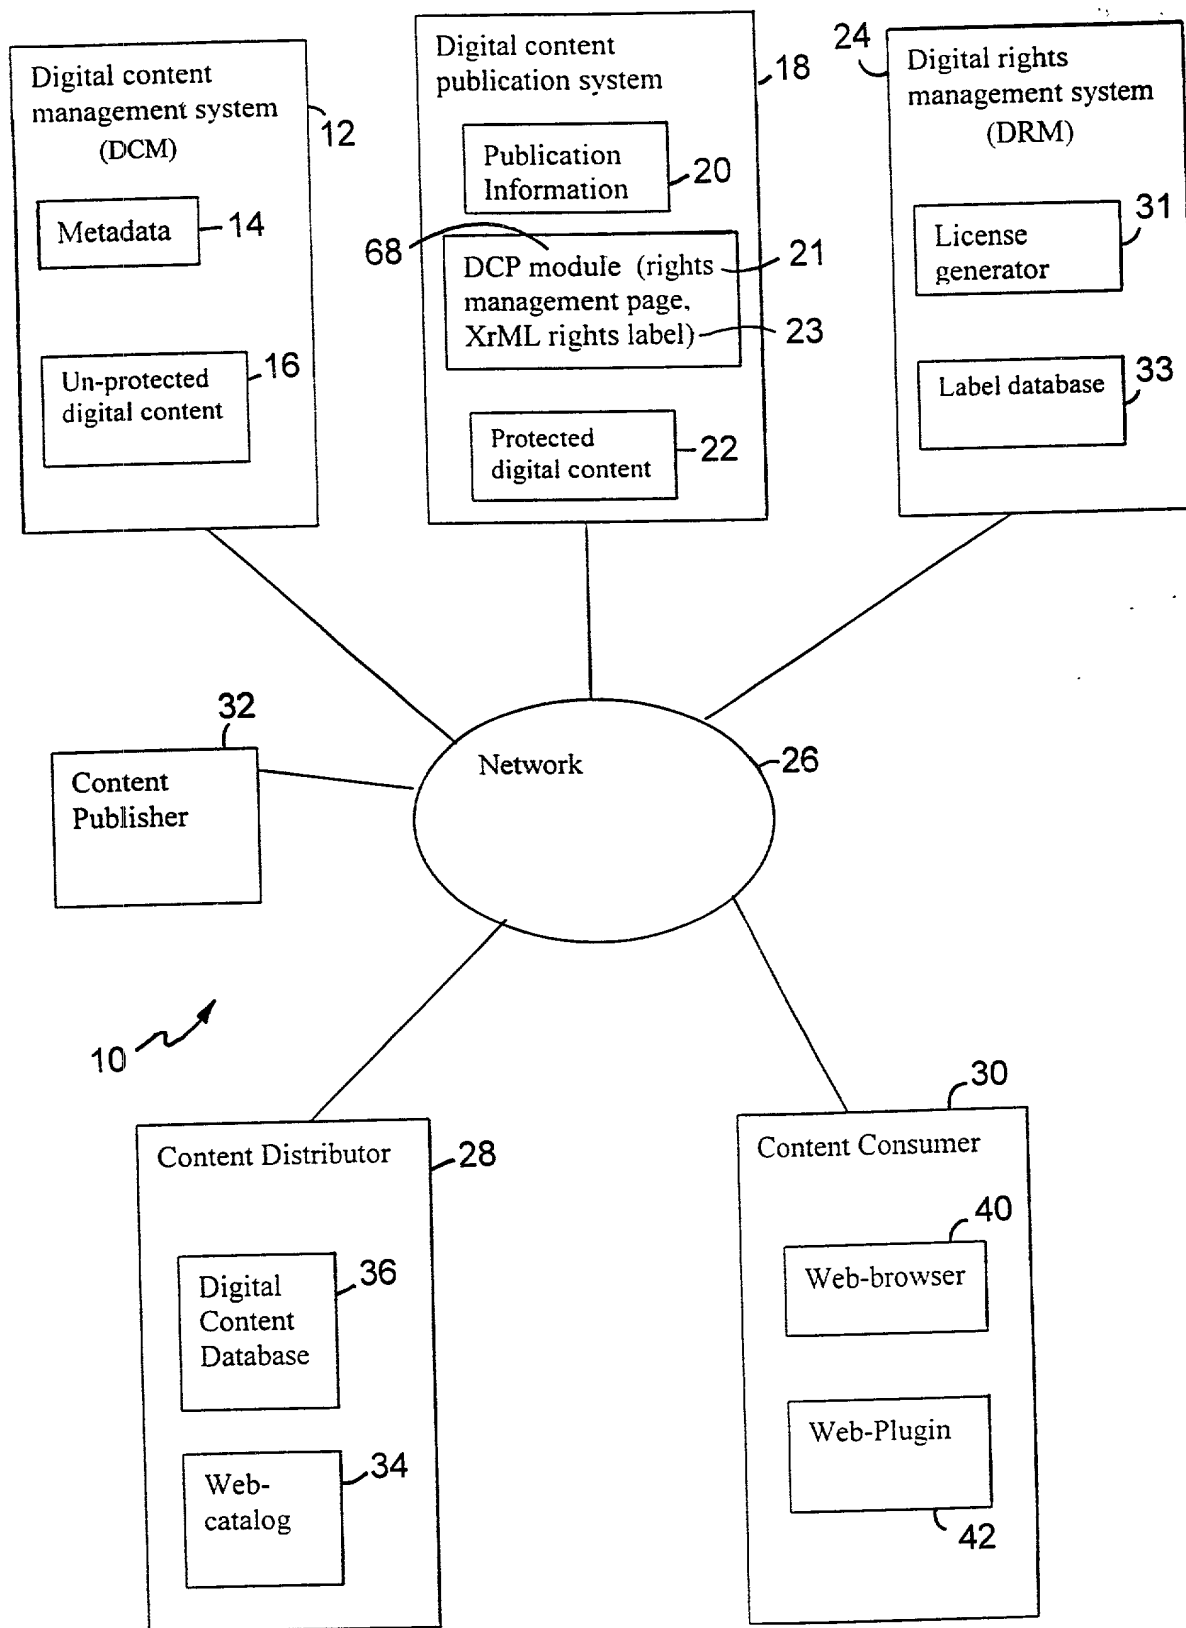 Digital content
management system
(DCM)
12
Metadata
14
Un-protected
digital content
16
Digital content
publication system
18
Publication
Information
20
68
DCP module (rights
management page,
XrML rights label)
21
23
Protected
digital content
22
24
Digital rights
management system
(DRM)
License
generator
31
Label database
33
32
Content
Publisher
Network
26
10
Content Distributor
28
Digital
Content
Database
36
Web-
catalog
34
30
Content Consumer
40
Web-browser
Web-Plugin
42